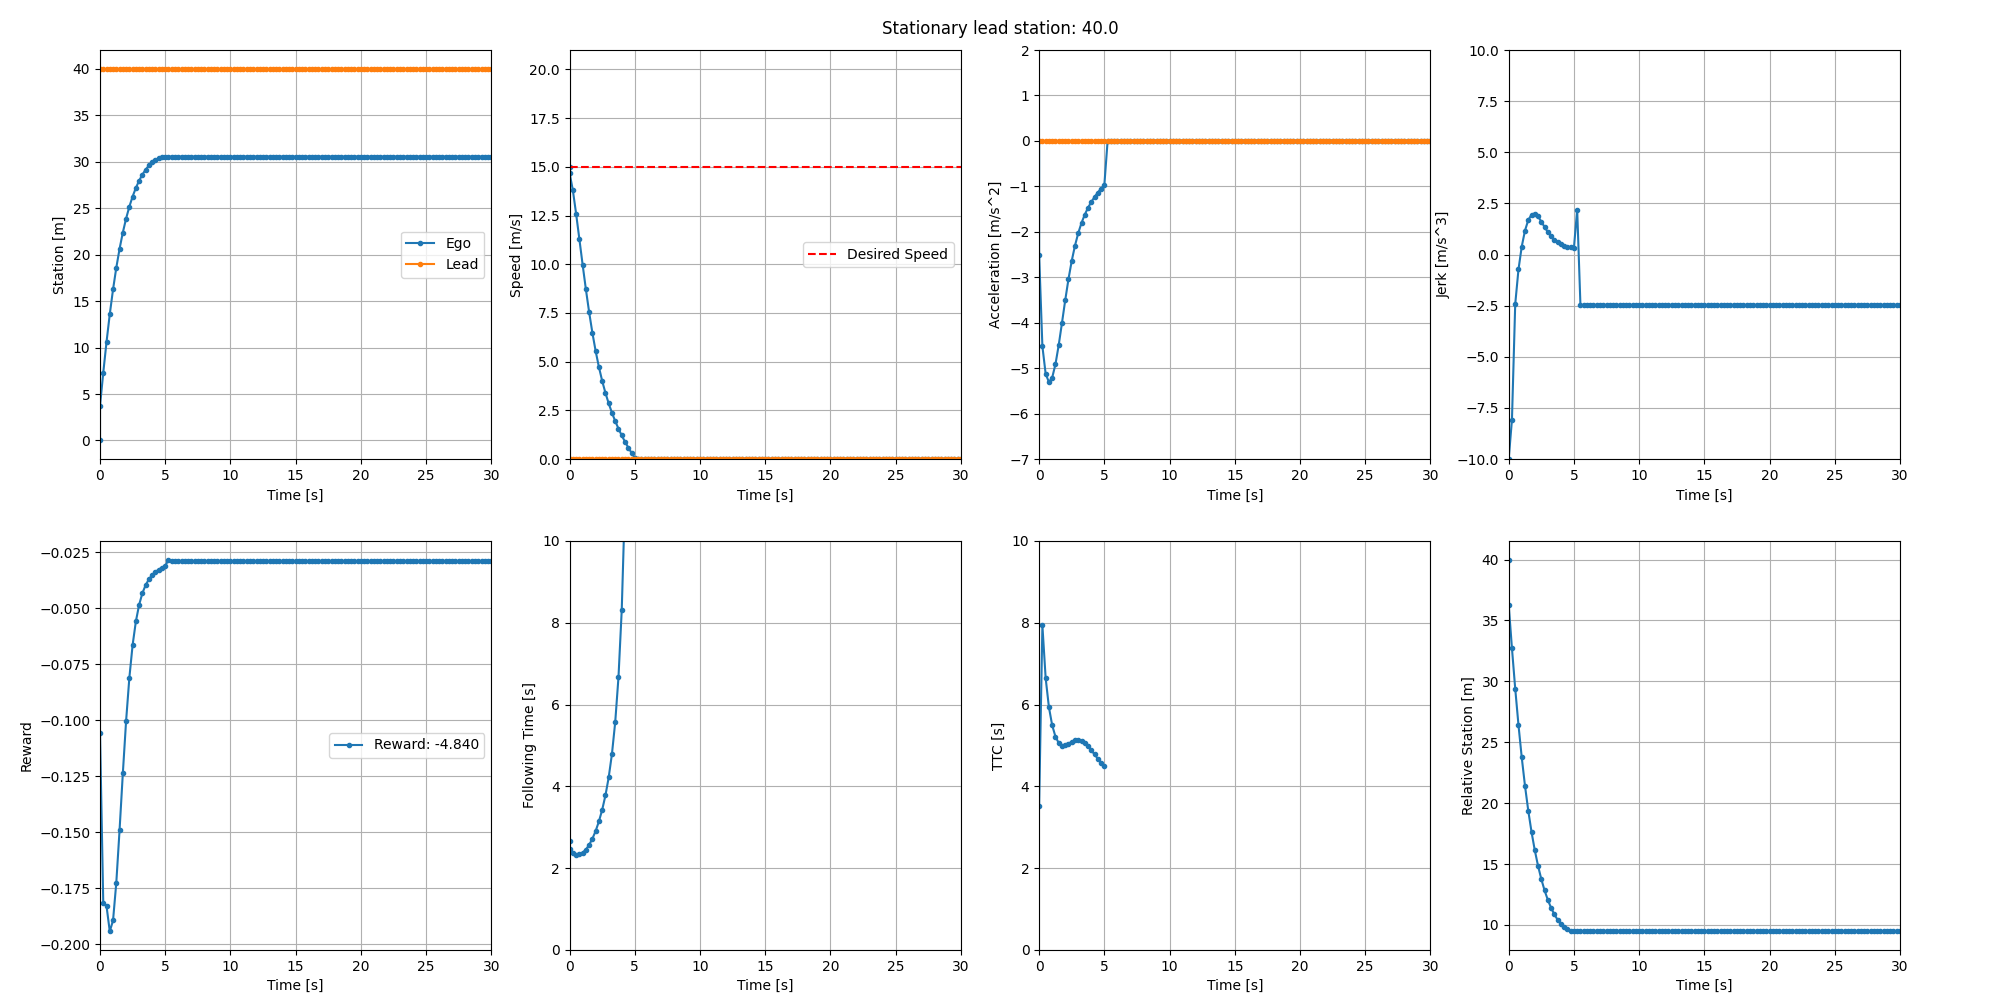 Stationary lead station: 40.0
Station [m]
40
35
30
25
20
15
10
5
0
Ego
Lead
0 5 10 15 20 25 30
Time [s]
Speed [m/s]
20.0
17.5
15.0
12.5
10.0
7.5
5.0
2.5
0.0
Desired Speed
0 5 10 15 20 25 30
Time [s]
Acceleration [m/s^2]
2
1
0
−1
−2
−3
−4
−5
−6
−7
0 5 10 15 20 25 30
Time [s]
Jerk [m/s^3]
10.0
7.5
5.0
2.5
0.0
−2.5
−5.0
−7.5
−10.0
0 5 10 15 20 25 30
Time [s]
Reward
−0.025
−0.050
−0.075
−0.100
−0.125
−0.150
−0.175
−0.200
Reward: -4.840
0 5 10 15 20 25 30
Time [s]
Following Time [s]
10
8
6
4
2
0
0 5 10 15 20 25 30
Time [s]
TTC [s]
10
8
6
4
2
0
0 5 10 15 20 25 30
Time [s]
Relative Station [m]
40
35
30
25
20
15
10
0 5 10 15 20 25 30
Time [s]